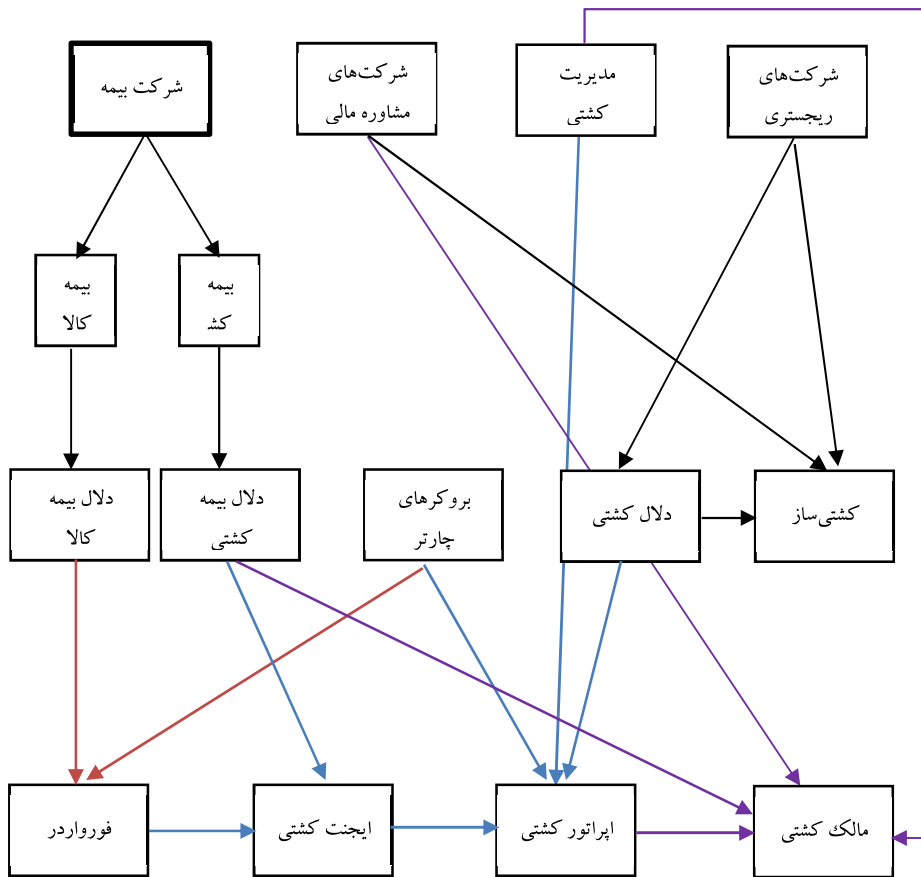 شرکت‌های
ریجستری
مدیریت
کشتی
شرکت‌های
مشاوره مالی
شرکت بیمه
بیمه
کشـ
بیمه
کالا
کشتی‌ساز
دلال کشتی
بروکرهای
چارتر
دلال بیمه
کشتی
دلال بیمه
کالا
مالک کشتی
اپراتور کشتی
ایجنت کشتی
فورواردر